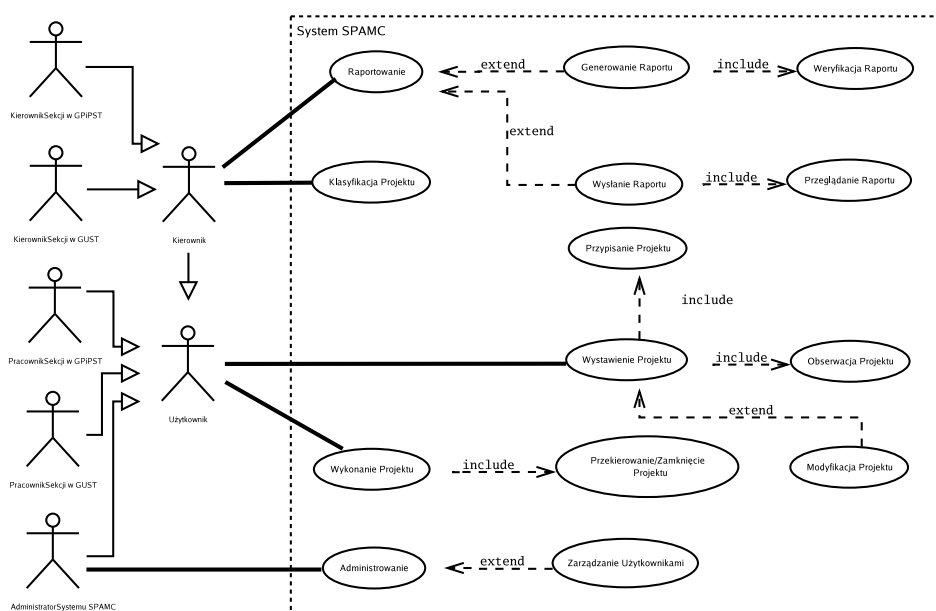 System SPAMC
Raportowanie
extend
Generowanie Raportu
include
Weryfikacja Raportu
KierownikSekcji w GPiPST
extend
Klasyfikacja Projektu
Wysłanie Raportu
include
Przeglądanie Raportu
KierownikSekcji w GUST
Kierownik
Przypisanie Projektu
include
PracownikSekcji w GPiPST
Wystawienie Projektu
include
Obserwacja Projektu
Użytkownik
extend
Wykonanie Projektu
include
Przekierowanie/Zamknięcie
Projektu
Modyfikacja Projektu
PracownikSekcji w GUST
Administrowanie
extend
Zarządzanie Użytkownikami
AdministratorSystemu SPAMC